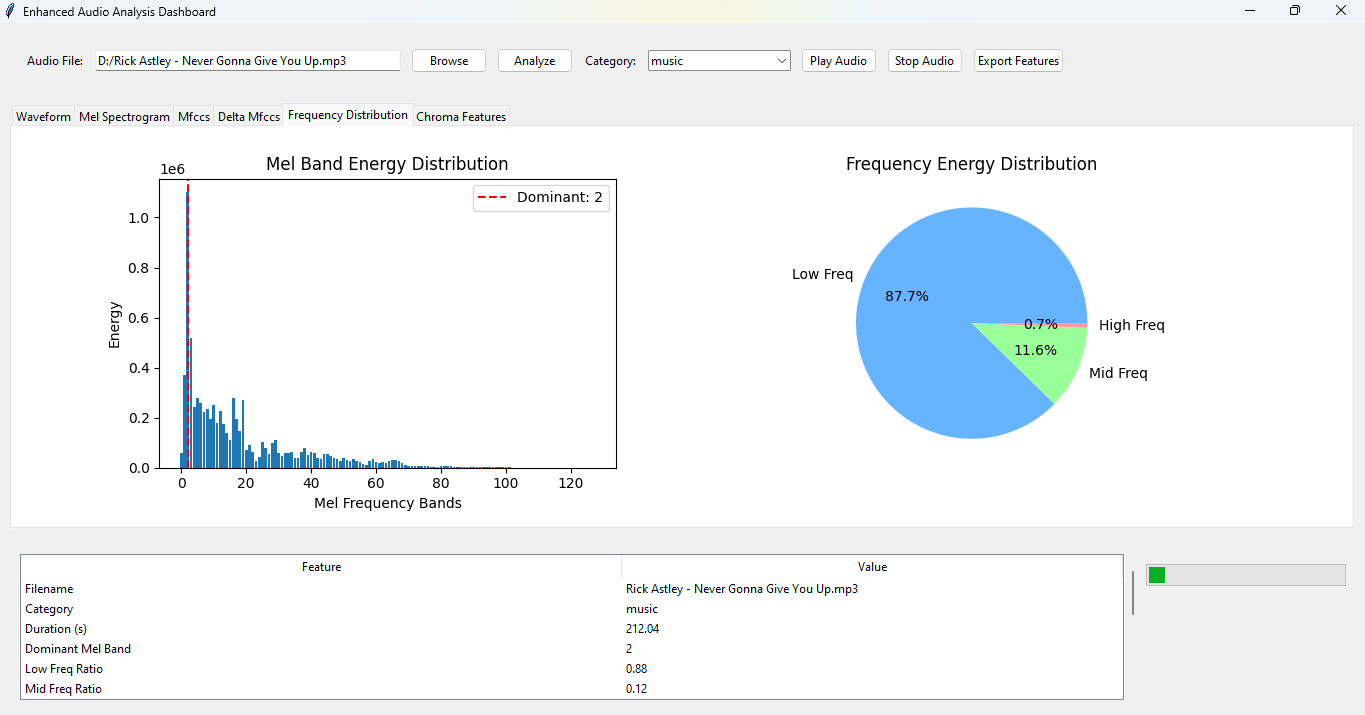 Enhanced Audio Analysis Dashboard
Audio File: D:/Rick Astley - Never Gonna Give You Up.mp3 Browse Analyze Category: music Play Audio Stop Audio Export Features
Waveform Mel Spectrogram Mfccs Delta Mfccs Frequency Distribution Chroma Features
Mel Band Energy Distribution
1e6
Dominant: 2
1.0
0.8
0.6
0.4
0.2
0.0
Energy
0 20 40 60 80 100 120
Mel Frequency Bands
Frequency Energy Distribution
Low Freq
87.7%
0.7% High Freq
11.6%
Mid Freq
Feature Value
Filename Rick Astley - Never Gonna Give You Up.mp3
Category music
Duration (s) 212.04
Dominant Mel Band 2
Low Freq Ratio 0.88
Mid Freq Ratio 0.12